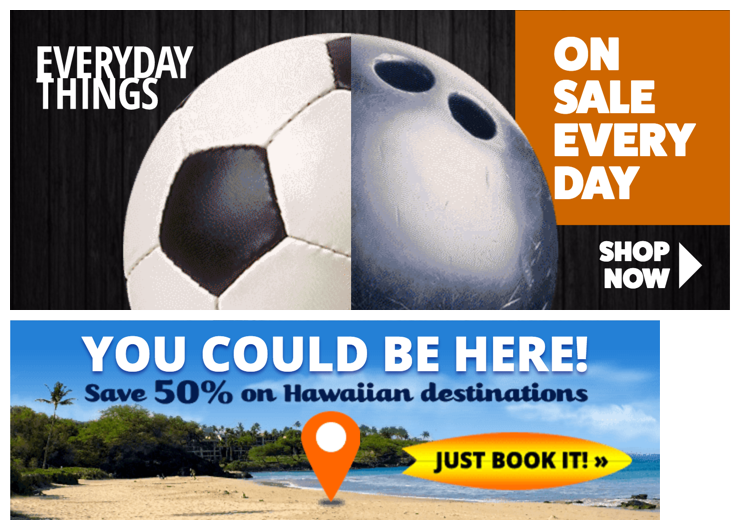 EVERYDAY
THINGS
ON
SALE
EVERY
DAY
SHOP
NOW
YOU COULD BE HERE!
Save 50% on Hawaiian destinations
JUST BOOK IT! »